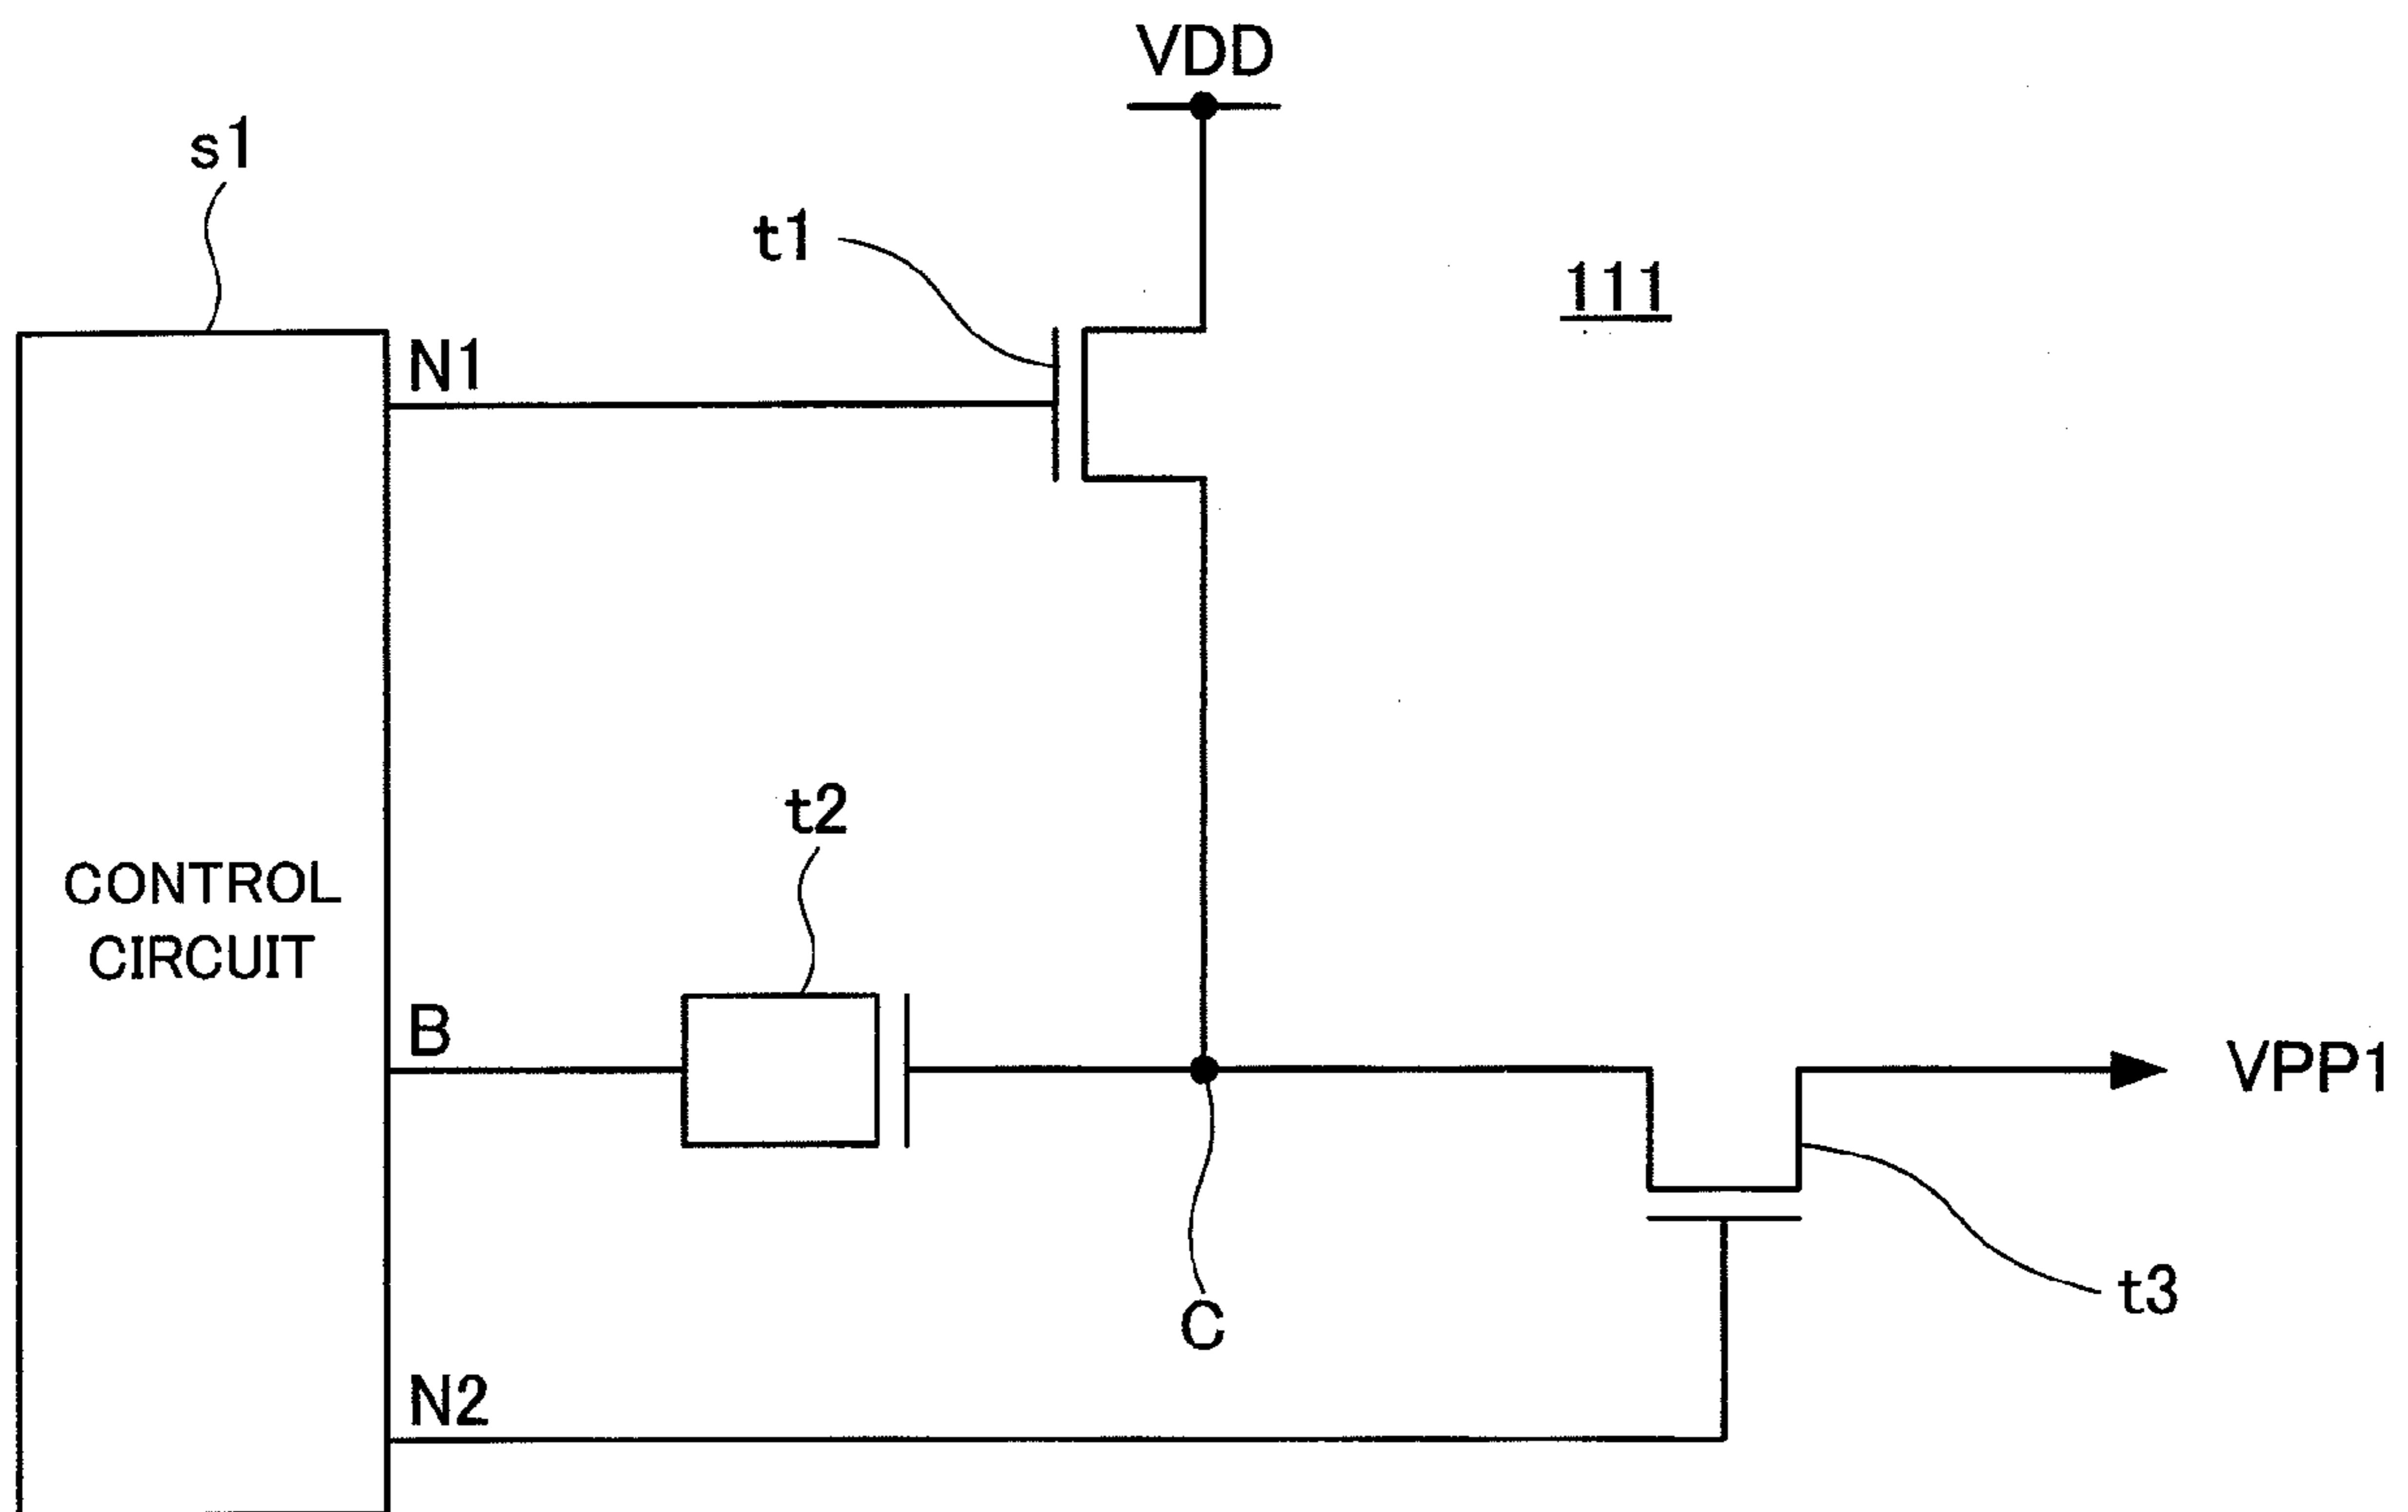 VDD
s1
t1
111
N1
t2
CONTROL
CIRCUIT
B
VPP1
t3
C
N2